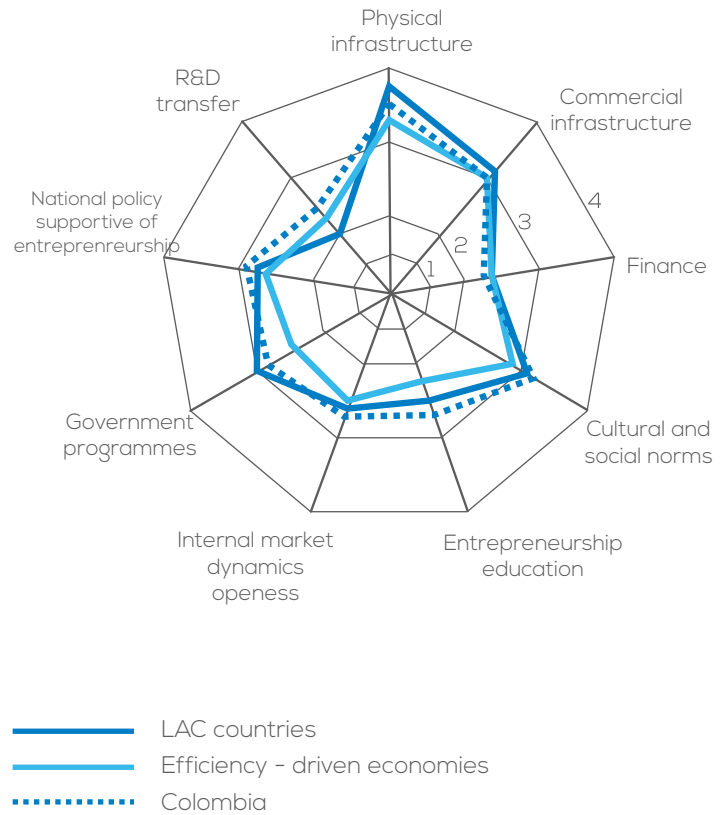 Physical
infrastructure
R&D
transfer
Commercial
infrastructure
National policy
supportive of
entreprenreurship
4
3
2
1
Finance
Government
programmes
Cultural and
social norms
Internal market
dynamics
openess
Entrepreneurship
education
LAC countries
Efficiency - driven economies
Colombia